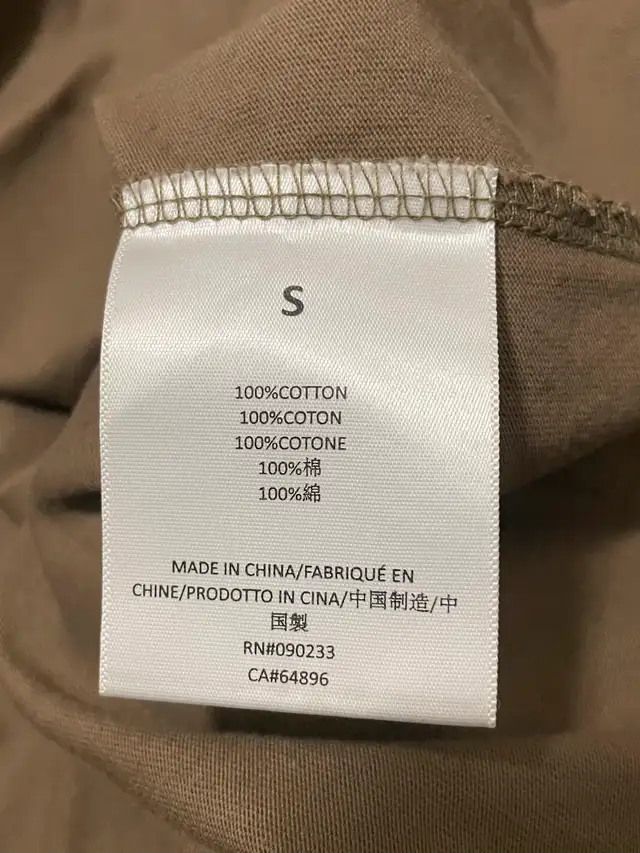 S
100%COTTON
100%COTON
100%COTONE
100%棉
100%綿
MADE IN CHINA/FABRIQUÉ EN
CHINE/PRODOTTO IN CINA/中国制造/中
国製
RN#090233
CA#64896